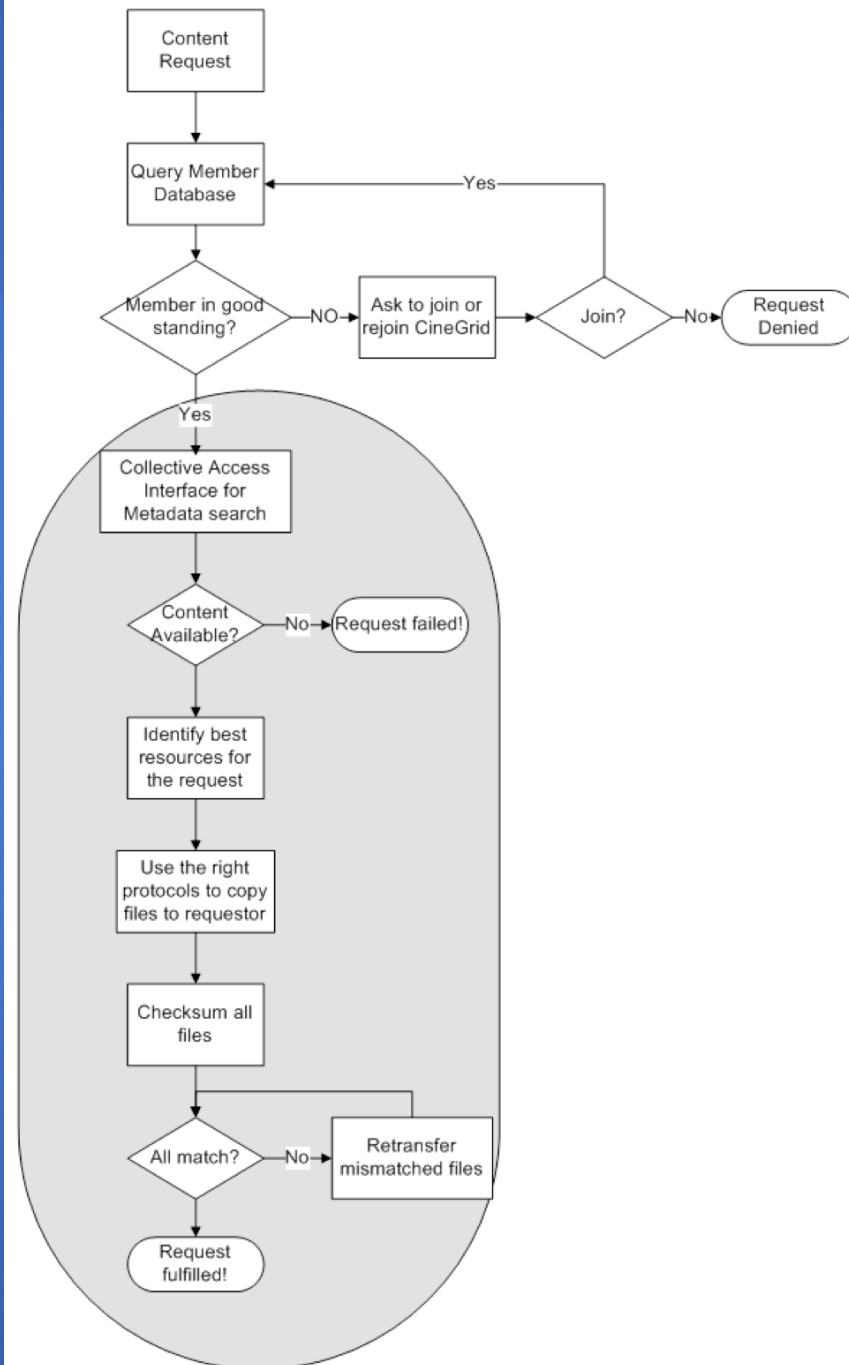 Content
Request
Query Member
Database
Yes
Member in good
standing?
NO
Ask to join or
rejoin CineGrid
Join?
No
Request
Denied
Yes
Collective Access
Interface for
Metadata search
Content
Available?
No
Request failed!
Identify best
resources for
the request
Use the right
protocols to copy
files to requestor
Checksum all
files
All match?
No
Retransfer
mismatched files
Request
fulfilled!